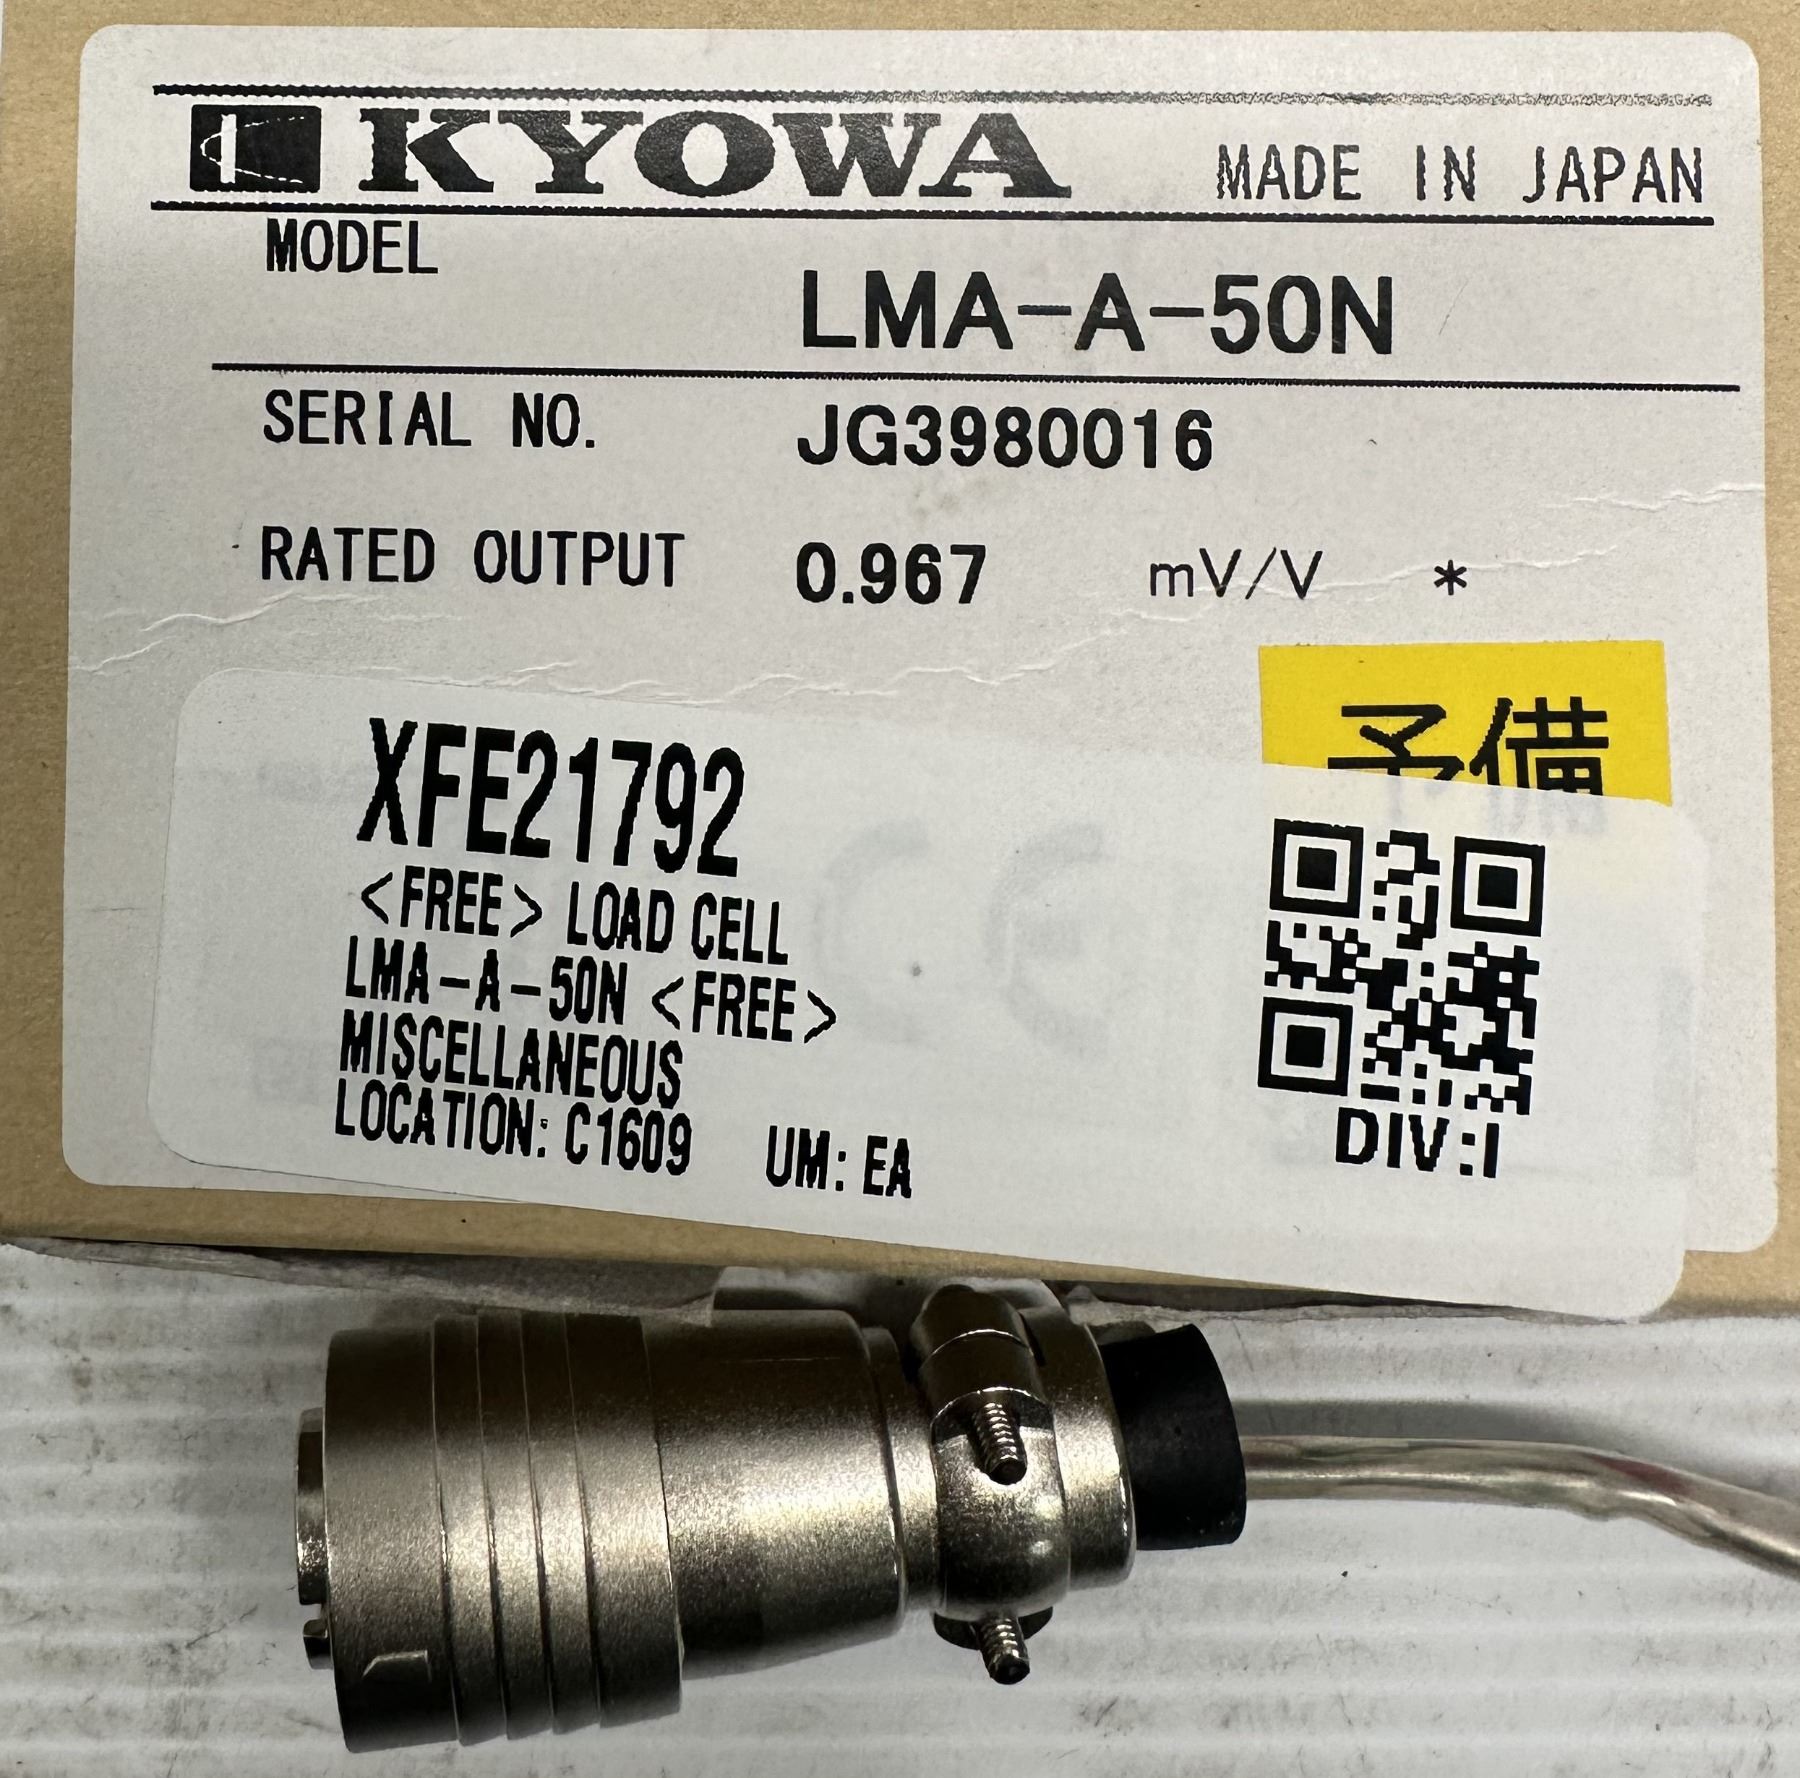 KYOWA MADE IN JAPAN
MODEL LMA-A-50N
SERIAL NO. JG3980016
RATED OUTPUT 0.967 mV/V *
予備
XFE21792
<FREE> LOAD CELL
LMA-A-50N <FREE>
MISCELLANEOUS
LOCATION: C1609 UM: EA
DIV:I